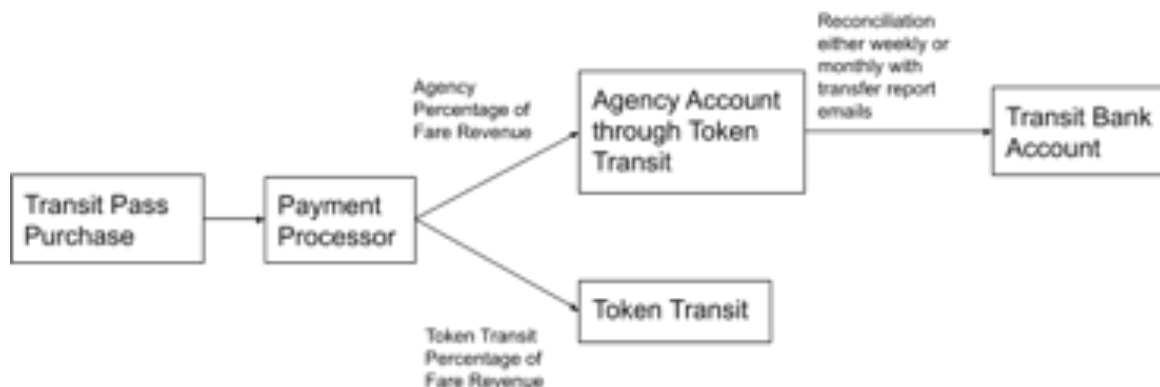 Transit Pass
Purchase
Payment
Processor
Agency
Percentage of
Fare Revenue
Agency Account
through Token
Transit
Reconciliation
either weekly or
monthly with
transfer report
emails
Transit Bank
Account
Token Transit
Percentage of
Fare Revenue
Token Transit